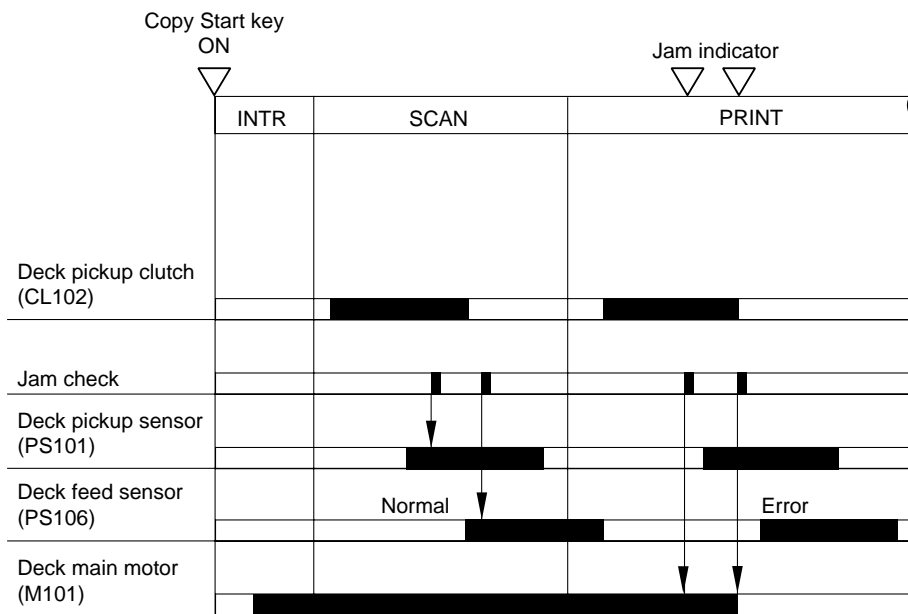 Copy Start key
ON
Jam indicator
INTR
SCAN
PRINT
Deck pickup clutch
(CL102)
Jam check
Deck pickup sensor
(PS101)
Deck feed sensor
(PS106)
Normal
Error
Deck main motor
(M101)